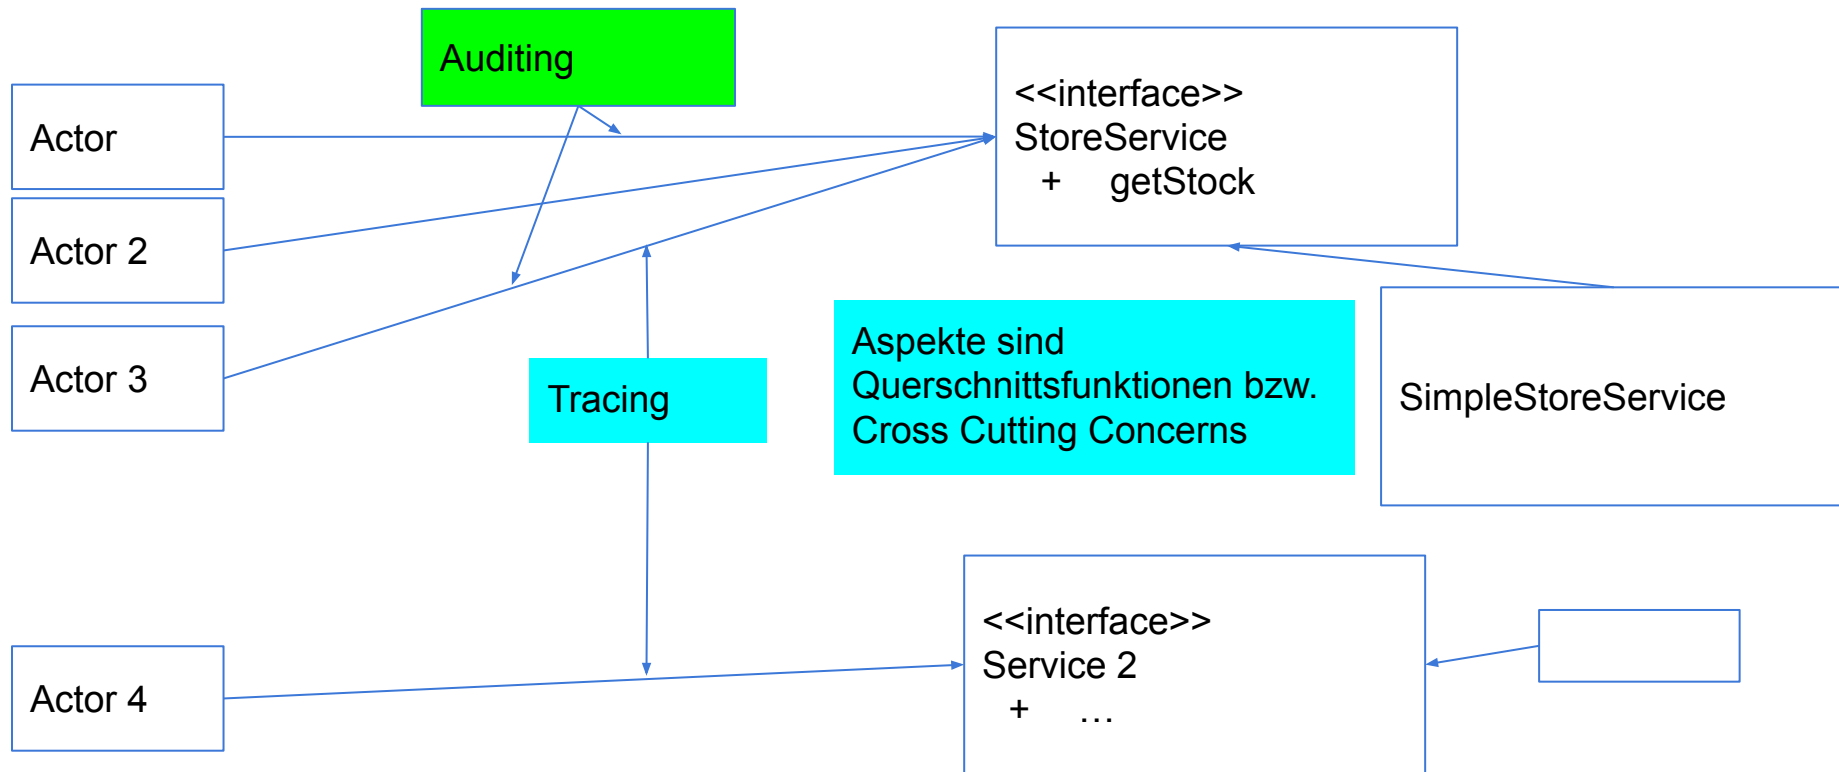 Auditing
<<interface>>
StoreService
+ getStock
Actor
Actor 2
Actor 3
Tracing
Aspekte sind
Querschnittsfunktionen bzw.
Cross Cutting Concerns
SimpleStoreService
<<interface>>
Service 2
+ …
Actor 4